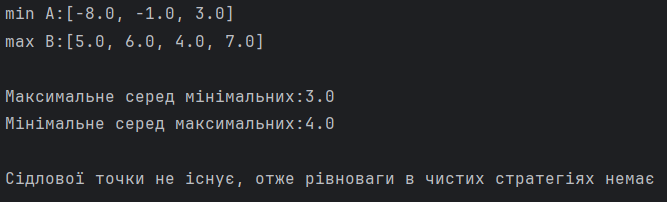 min A:[-8.0, -1.0, 3.0]
max B:[5.0, 6.0, 4.0, 7.0]
Максимальне серед мінімальних:3.0
Мінімальне серед максимальних:4.0
Сідлової точки не існує, отже рівноваги в чистих стратегіях немає